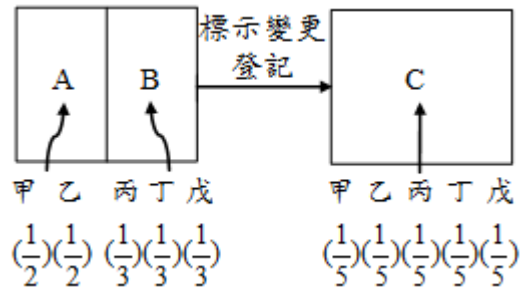 標示變更
登記
A B C
甲 乙 丙 丁 戊 甲 乙 丙 丁 戊
(1/2)(1/2) (1/3)(1/3)(1/3) (1/5)(1/5)(1/5)(1/5)(1/5)